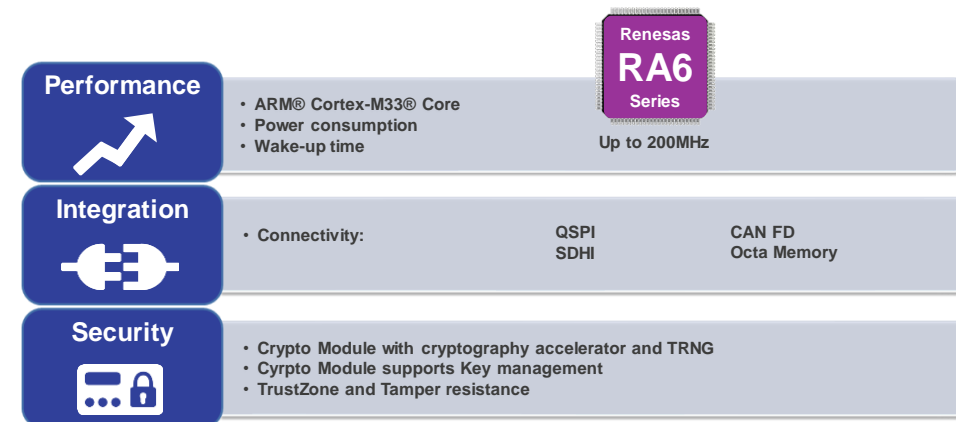 Renesas
RA6
Series
Up to 200MHz
Performance
• ARM® Cortex-M33® Core
• Power consumption
• Wake-up time
Integration
• Connectivity: QSPI CAN FD
SDHI Octa Memory
Security
• Crypto Module with cryptography accelerator and TRNG
• Cyrpto Module supports Key management
• TrustZone and Tamper resistance